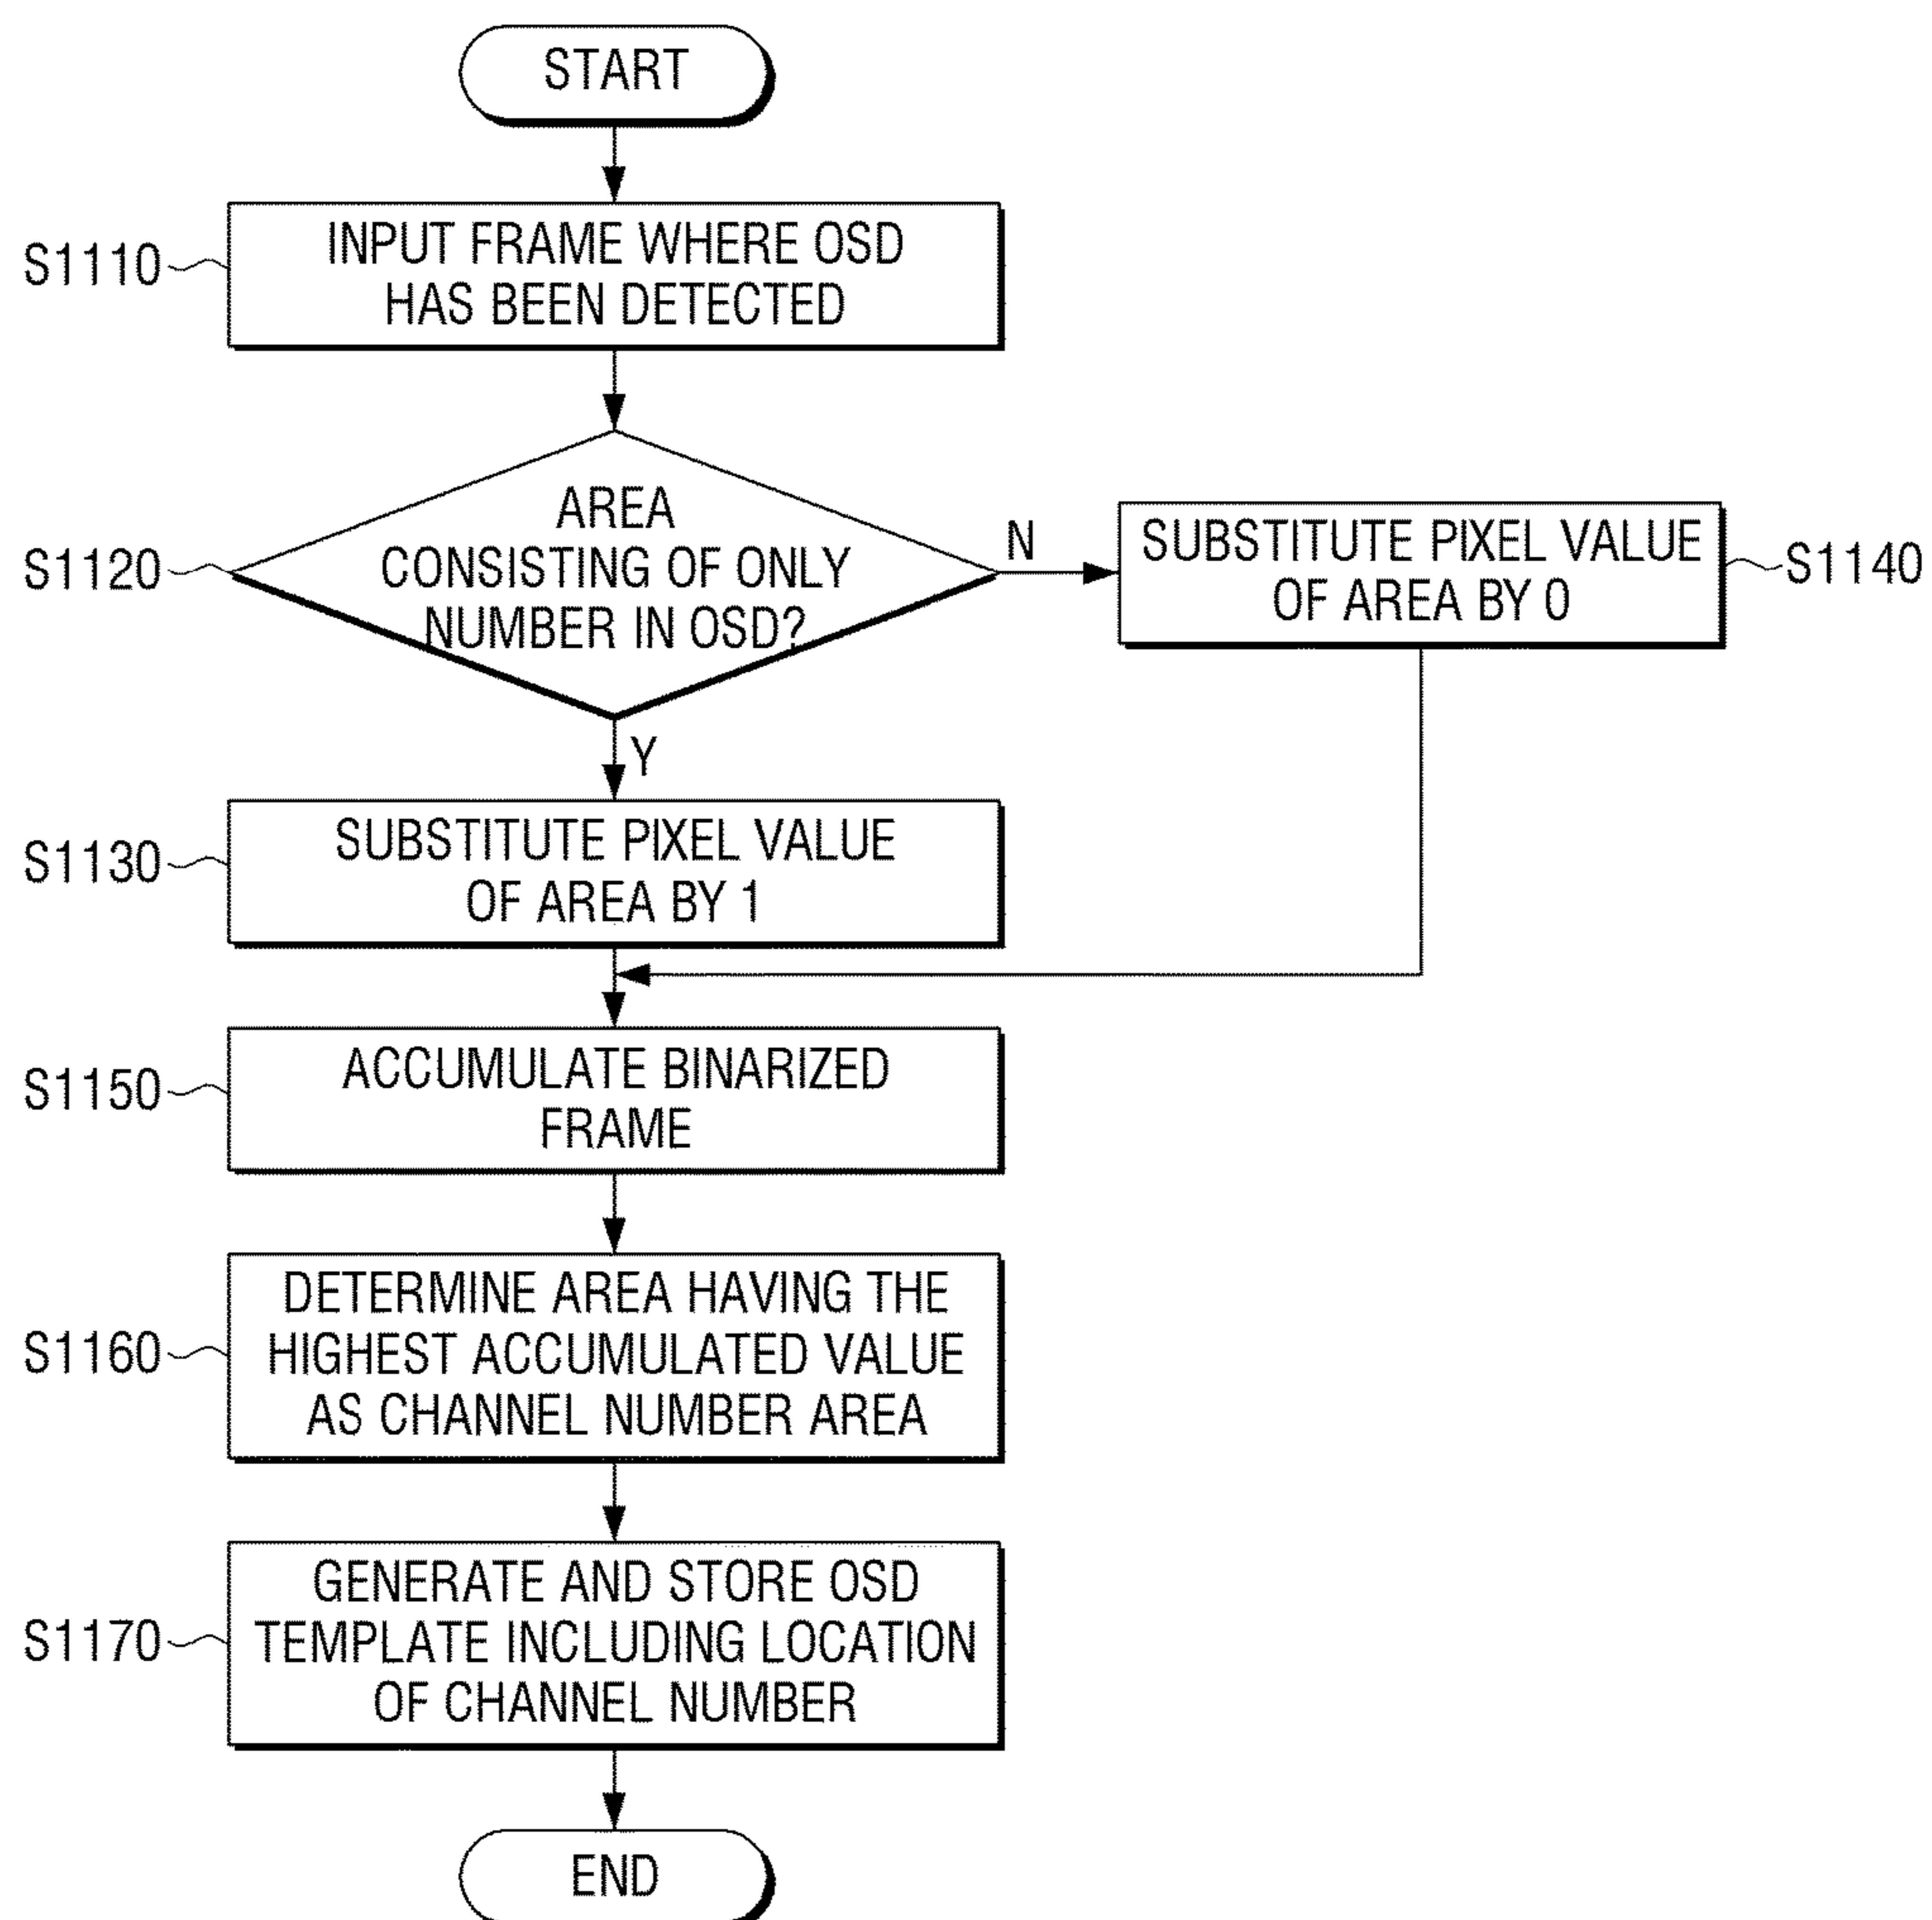 START
S1110
INPUT FRAME WHERE OSD
HAS BEEN DETECTED
S1120
AREA
CONSISTING OF ONLY
NUMBER IN OSD?
N
SUBSTITUTE PIXEL VALUE
OF AREA BY 0
S1140
Y
S1130
SUBSTITUTE PIXEL VALUE
OF AREA BY 1
S1150
ACCUMULATE BINARIZED
FRAME
S1160
DETERMINE AREA HAVING THE
HIGHEST ACCUMULATED VALUE
AS CHANNEL NUMBER AREA
S1170
GENERATE AND STORE OSD
TEMPLATE INCLUDING LOCATION
OF CHANNEL NUMBER
END